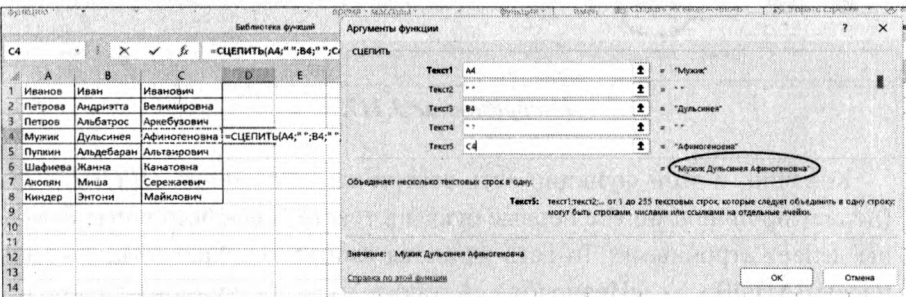 Библиотека функций
C4 fx =СЦЕПИТЬ(A4;" ";B4;" ";C4
A B C D E
1 Иванов Иван Иванович
2 Петрова Андриэтта Велимировна
3 Петров Альбатрос Аркебузович
4 Мужик Дульсинея Афиногеновна =СЦЕПИТЬ(A4;" ";B4;" ";
5 Пупкин Альдебаран Альтаирович
6 Шафиева Жанна Канатовна
7 Акопян Миша Сережаевич
8 Киндер Энтони Майклович
9
10
11
12
13
14
Аргументы функции ? ×
СЦЕПИТЬ
Текст1 A4 = "Мужик"
Текст2 " " = " "
Текст3 B4 = "Дульсинея"
Текст4 " " = " "
Текст5 C4 = "Афиногеновна"
= "Мужик Дульсинея Афиногеновна"
Объединяет несколько текстовых строк в одну.
Текст5: текст1;текст2;... от 1 до 255 текстовых строк, которые следует объединить в одну строку;
могут быть строками, числами или ссылками на отдельные ячейки.
Значение: Мужик Дульсинея Афиногеновна
Справка по этой функции
ОК Отмена